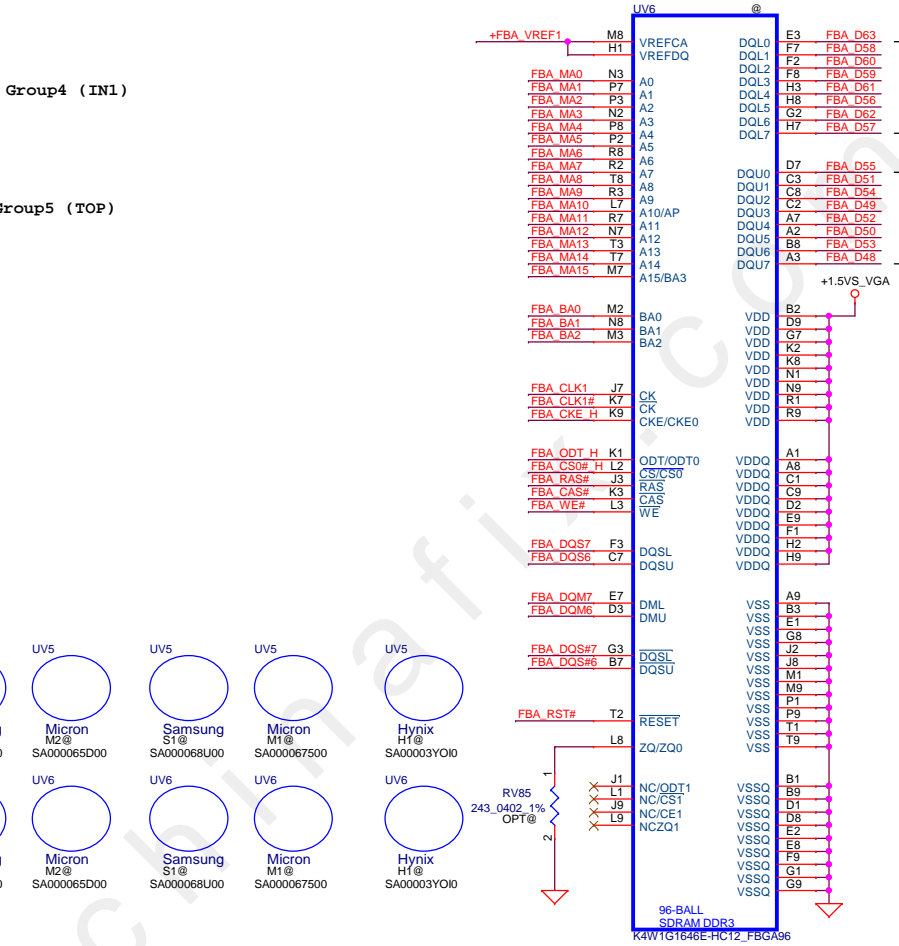 UV6 @
+FBA_VREF1 M8 VREFCA DQL0 E3 FBA_D63
H1 VREFDQ DQL1 F7 FBA_D58
DQL2 F2 FBA_D60
FBA_MA0 N3 A0 DQL3 F8 FBA_D59
FBA_MA1 P7 A1 DQL4 H3 FBA_D61
FBA_MA2 P3 A2 DQL5 H8 FBA_D56
FBA_MA3 N2 A3 DQL6 G2 FBA_D62
FBA_MA4 P8 A4 DQL7 H7 FBA_D57
Group4 (IN1)
FBA_MA5 P2 A5
FBA_MA6 R8 A6
FBA_MA7 R2 A7 DQU0 D7 FBA_D55
FBA_MA8 T8 A8 DQU1 C3 FBA_D51
FBA_MA9 R3 A9 DQU2 C8 FBA_D54
FBA_MA10 L7 A10/AP DQU3 C2 FBA_D49
FBA_MA11 R7 A11 DQU4 A7 FBA_D52
FBA_MA12 N7 A12 DQU5 A2 FBA_D50
FBA_MA13 T3 A13 DQU6 B8 FBA_D53
FBA_MA14 T7 A14 DQU7 A3 FBA_D48
FBA_MA15 M7 A15/BA3
Group5 (TOP)
+1.5VS_VGA
FBA_BA0 M2 BA0 VDD B2
FBA_BA1 N8 BA1 VDD D9
FBA_BA2 M3 BA2 VDD G7
VDD K2
VDD K8
VDD N1
FBA_CLK1 J7 CK VDD N9
FBA_CLK1# K7 CK VDD R1
FBA_CKE_H K9 CKE/CKE0 VDD R9
FBA_ODT_H K1 ODT/ODT0 VDDQ A1
FBA_CS0#_H L2 CS/CS0 VDDQ A8
FBA_RAS# J3 RAS VDDQ C1
FBA_CAS# K3 CAS VDDQ C9
FBA_WE# L3 WE VDDQ D2
VDDQ E9
VDDQ F1
FBA_DQS7 F3 DQSL VDDQ H2
FBA_DQS6 C7 DQSU VDDQ H9
FBA_DQM7 E7 DML VSS A9
FBA_DQM6 D3 DMU VSS B3
VSS E1
VSS G8
FBA_DQS#7 G3 DQSL VSS J2
FBA_DQS#6 B7 DQSU VSS J8
VSS M1
VSS M9
VSS P1
FBA_RST# T2 RESET VSS P9
VSS T1
L8 ZQ/ZQ0 VSS T9
J1 NC/ODT1 VSSQ B1
L1 NC/CS1 VSSQ B9
J9 NC/CE1 VSSQ D1
L9 NCZQ1 VSSQ D8
VSSQ E2
VSSQ E8
VSSQ F9
VSSQ G1
VSSQ G9
1
RV85
243_0402_1%
OPT@
2
96-BALL
SDRAM DDR3
K4W1G1646E-HC12_FBGA96
UV5 UV5 UV5 UV5
Micron Samsung Micron Hynix
M2@ S1@ M1@ H1@
SA000065D00 SA000068U00 SA000067500 SA00003YOI0
UV6 UV6 UV6 UV6
Micron Samsung Micron Hynix
M2@ S1@ M1@ H1@
SA000065D00 SA000068U00 SA000067500 SA00003YOI0
chinafix.com